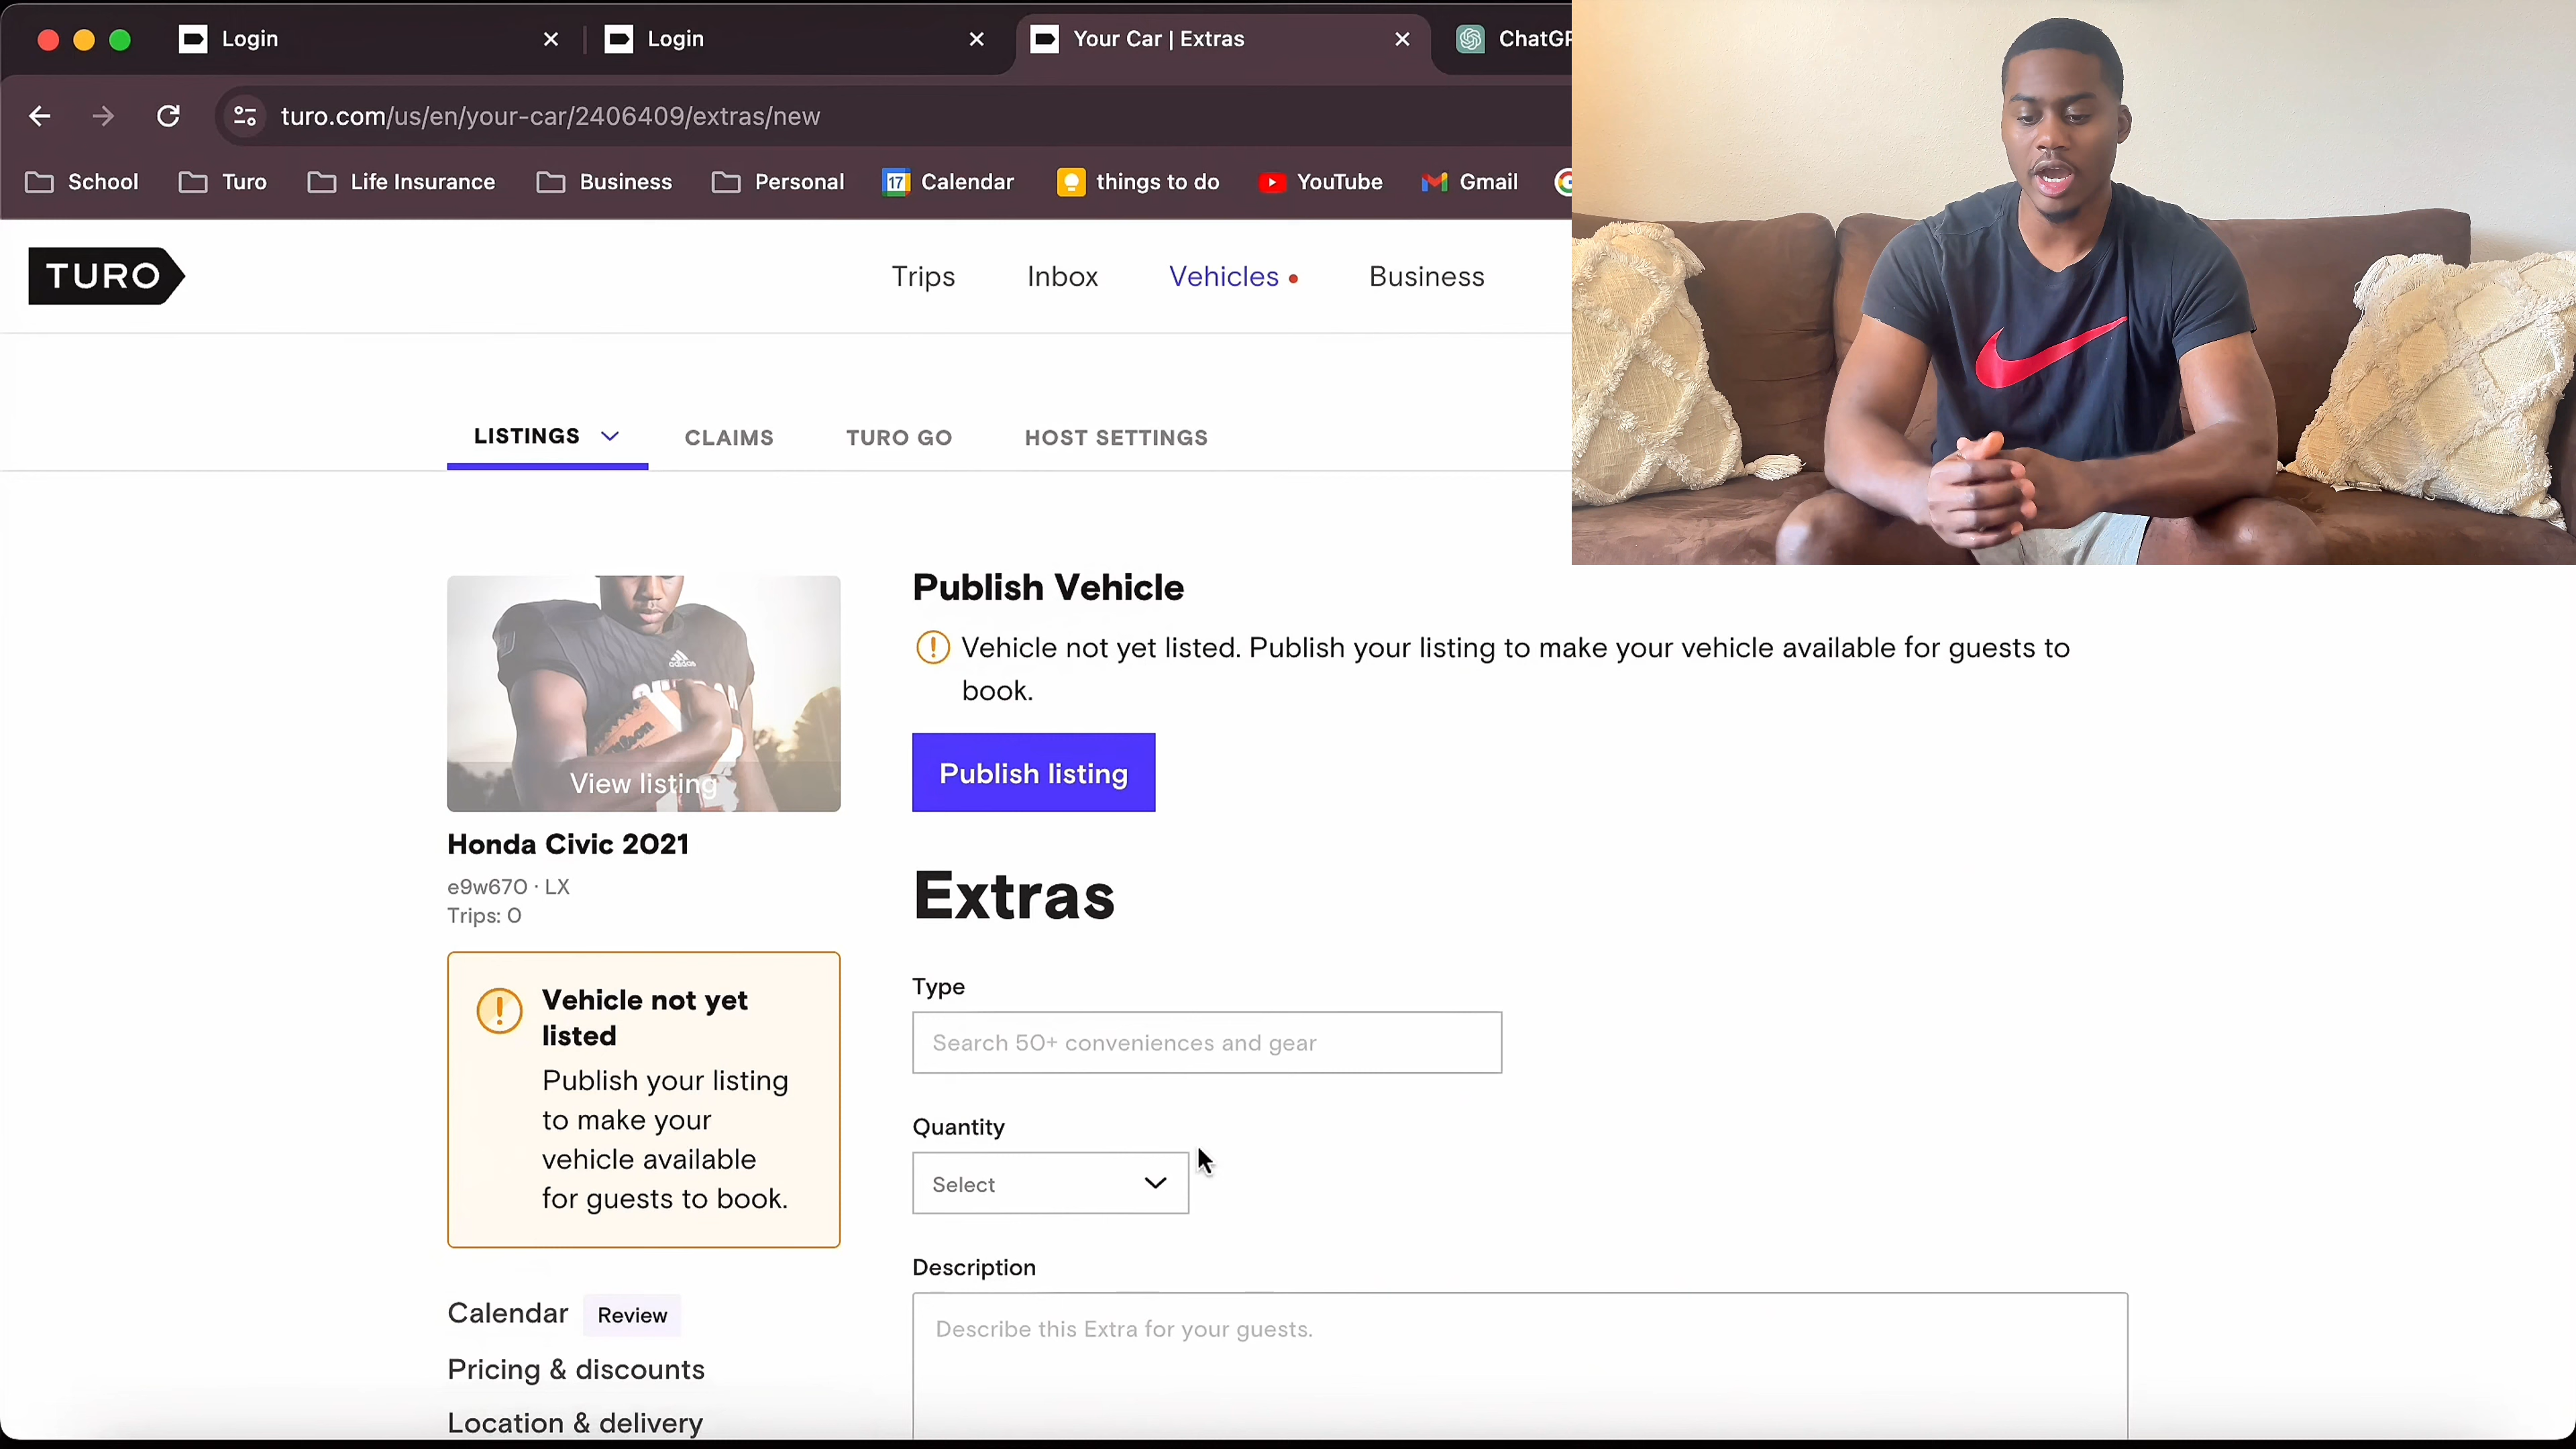 Login
Login
Your Car | Extras
turo.com/us/en/your-car/2406409/extras/new
School
Turo
Life Insurance
Business
Personal
17
Calendar
things to do
YouTube
Gmail
TURO
Trips
Inbox
Vehicles
Business
LISTINGS
CLAIMS
TURO GO
HOST SETTINGS
adidas
Wilson
View listing
Honda Civic 2021
e9w670 · LX
Trips: 0
Vehicle not yet
listed
Publish your listing
to make your
vehicle available
for guests to book.
Calendar
Review
Pricing & discounts
Location & delivery
Publish Vehicle
Vehicle not yet listed. Publish your listing to make your vehicle available for guests to
book.
Publish listing
Extras
Type
Search 50+ conveniences and gear
Quantity
Select
Description
Describe this Extra for your guests.